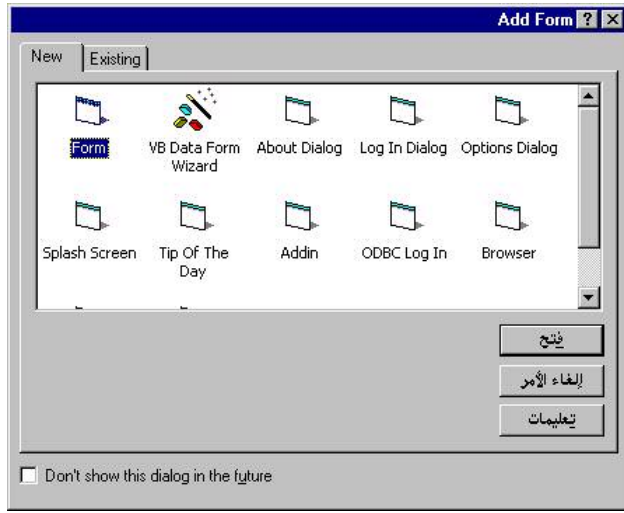 Add Form
New
Existing
Form
VB Data Form
Wizard
About Dialog
Log In Dialog
Options Dialog
Splash Screen
Tip Of The
Day
Addin
ODBC Log In
Browser
فتح
إلغاء الأمر
تعليمات
Don't show this dialog in the future